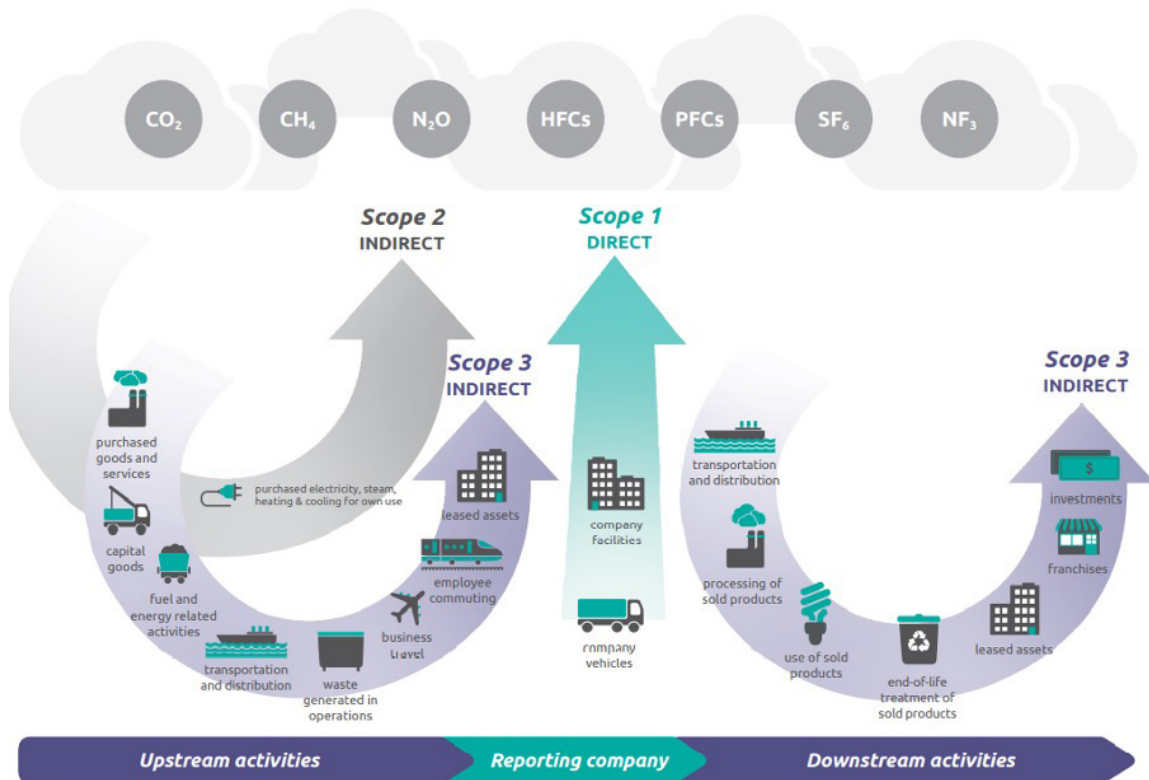 CO₂
CH₄
N₂O
HFCs
PFCs
SF₆
NF₃
Scope 2
INDIRECT
Scope 1
DIRECT
Scope 3
INDIRECT
Scope 3
INDIRECT
purchased
goods and
services
capital
goods
fuel and
energy related
activities
purchased electricity, steam,
heating & cooling for own use
transportation
and distribution
waste
generated in
operations
business
travel
employee
commuting
leased assets
company
facilities
company
vehicles
transportation
and distribution
processing of
sold products
use of sold
products
end-of-life
treatment of
sold products
leased assets
franchises
$
investments
Upstream activities
Reporting company
Downstream activities